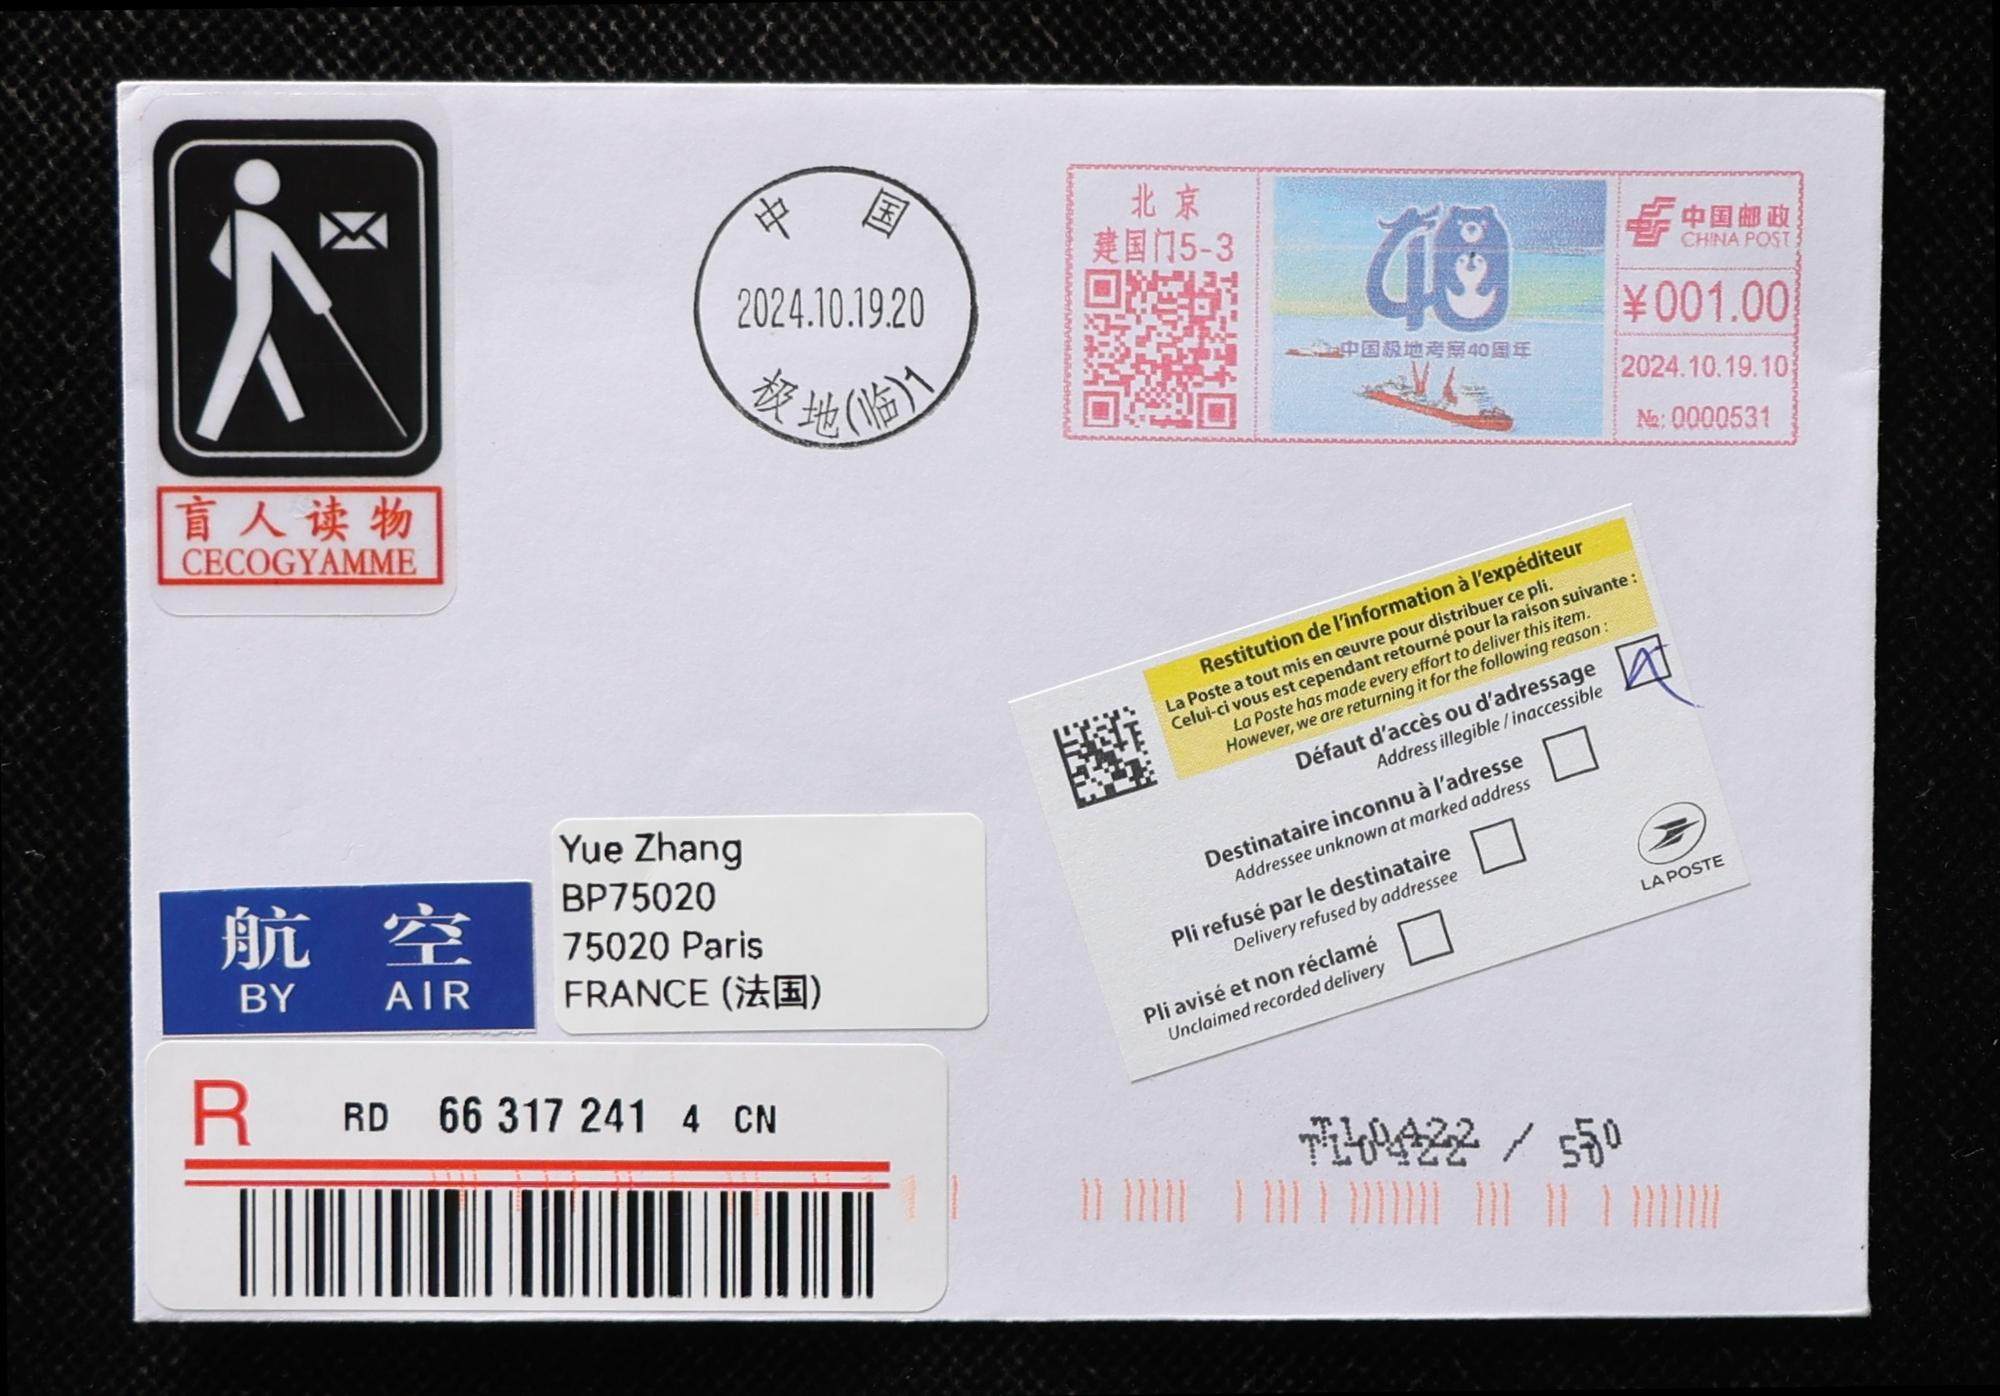 盲人读物
CECOGYAMME
中国
2024.10.19.20
极地(临)1
北京
建国门5-3
40
中国极地考察40周年
中国邮政
CHINA POST
¥001.00
2024.10.19.10
№: 0000531
Restitution de l'information à l'expéditeur
La Poste a tout mis en œuvre pour distribuer ce pli.
Celui-ci vous est cependant retourné pour la raison suivante :
La Poste has made every effort to deliver this item.
However, we are returning it for the following reason :
Défaut d'accès ou d'adressage
Address illegible / inaccessible
Destinataire inconnu à l'adresse
Addressee unknown at marked address
Pli refusé par le destinataire
Delivery refused by addressee
Pli avisé et non réclamé
Unclaimed recorded delivery
LA POSTE
航空
BY AIR
Yue Zhang
BP75020
75020 Paris
FRANCE (法国)
R RD 66 317 241 4 CN
TL0422 / 50